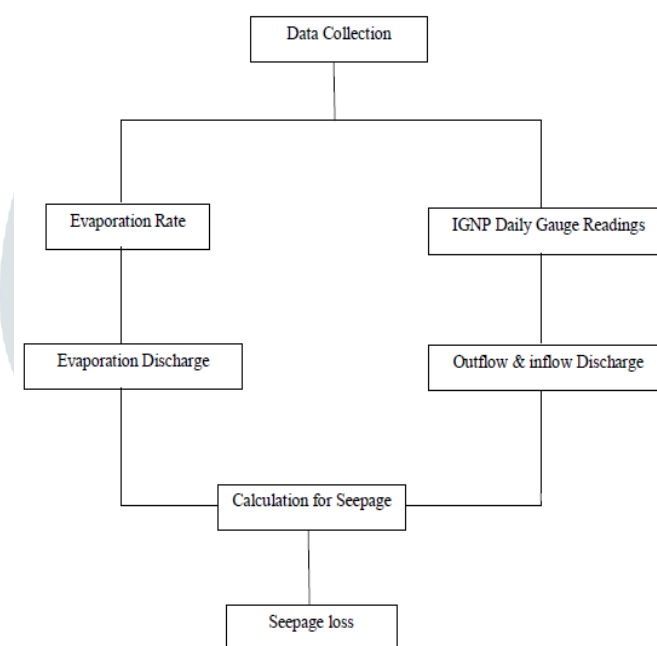 Data Collection
Evaporation Rate
IGNP Daily Gauge Readings
Evaporation Discharge
Outflow & inflow Discharge
Calculation for Seepage
Seepage loss